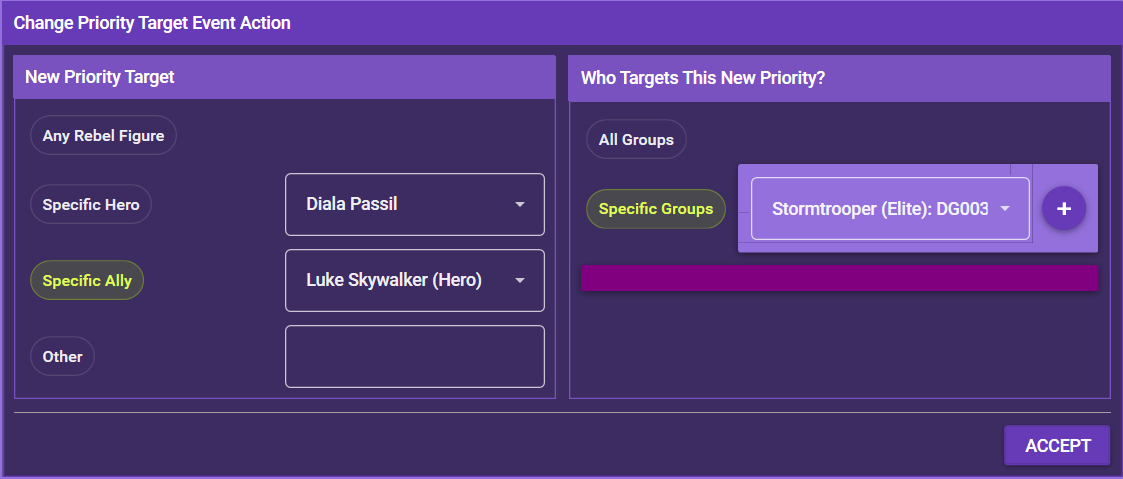 Change Priority Target Event Action
New Priority Target
Any Rebel Figure
Specific Hero
Diala Passil
Specific Ally
Luke Skywalker (Hero)
Other
Who Targets This New Priority?
All Groups
Specific Groups
Stormtrooper (Elite): DG003
+
ACCEPT